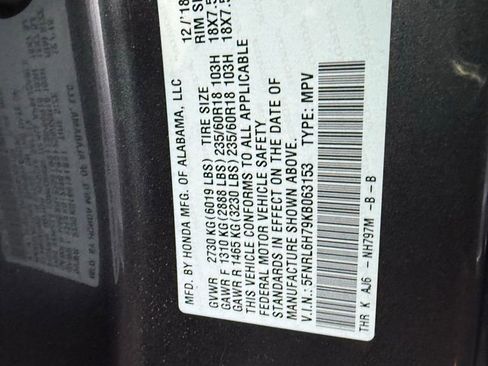 MFD. BY HONDA MFG. OF ALABAMA, LLC 12/'18
GVWR 2730 KG (6019 LBS) TIRE SIZE RIM SI
GAWR F 1310 KG (2888 LBS) 235/60R18 103H 18X7.5
GAWR R 1465 KG (3230 LBS) 235/60R18 103H 18X7.5
THIS VEHICLE CONFORMS TO ALL APPLICABLE
FEDERAL MOTOR VEHICLE SAFETY
STANDARDS IN EFFECT ON THE DATE OF
MANUFACTURE SHOWN ABOVE.
V.I.N.: 5FNRL6H79KB063153 TYPE: MPV
THR K AJ6 - NH797M -B -B